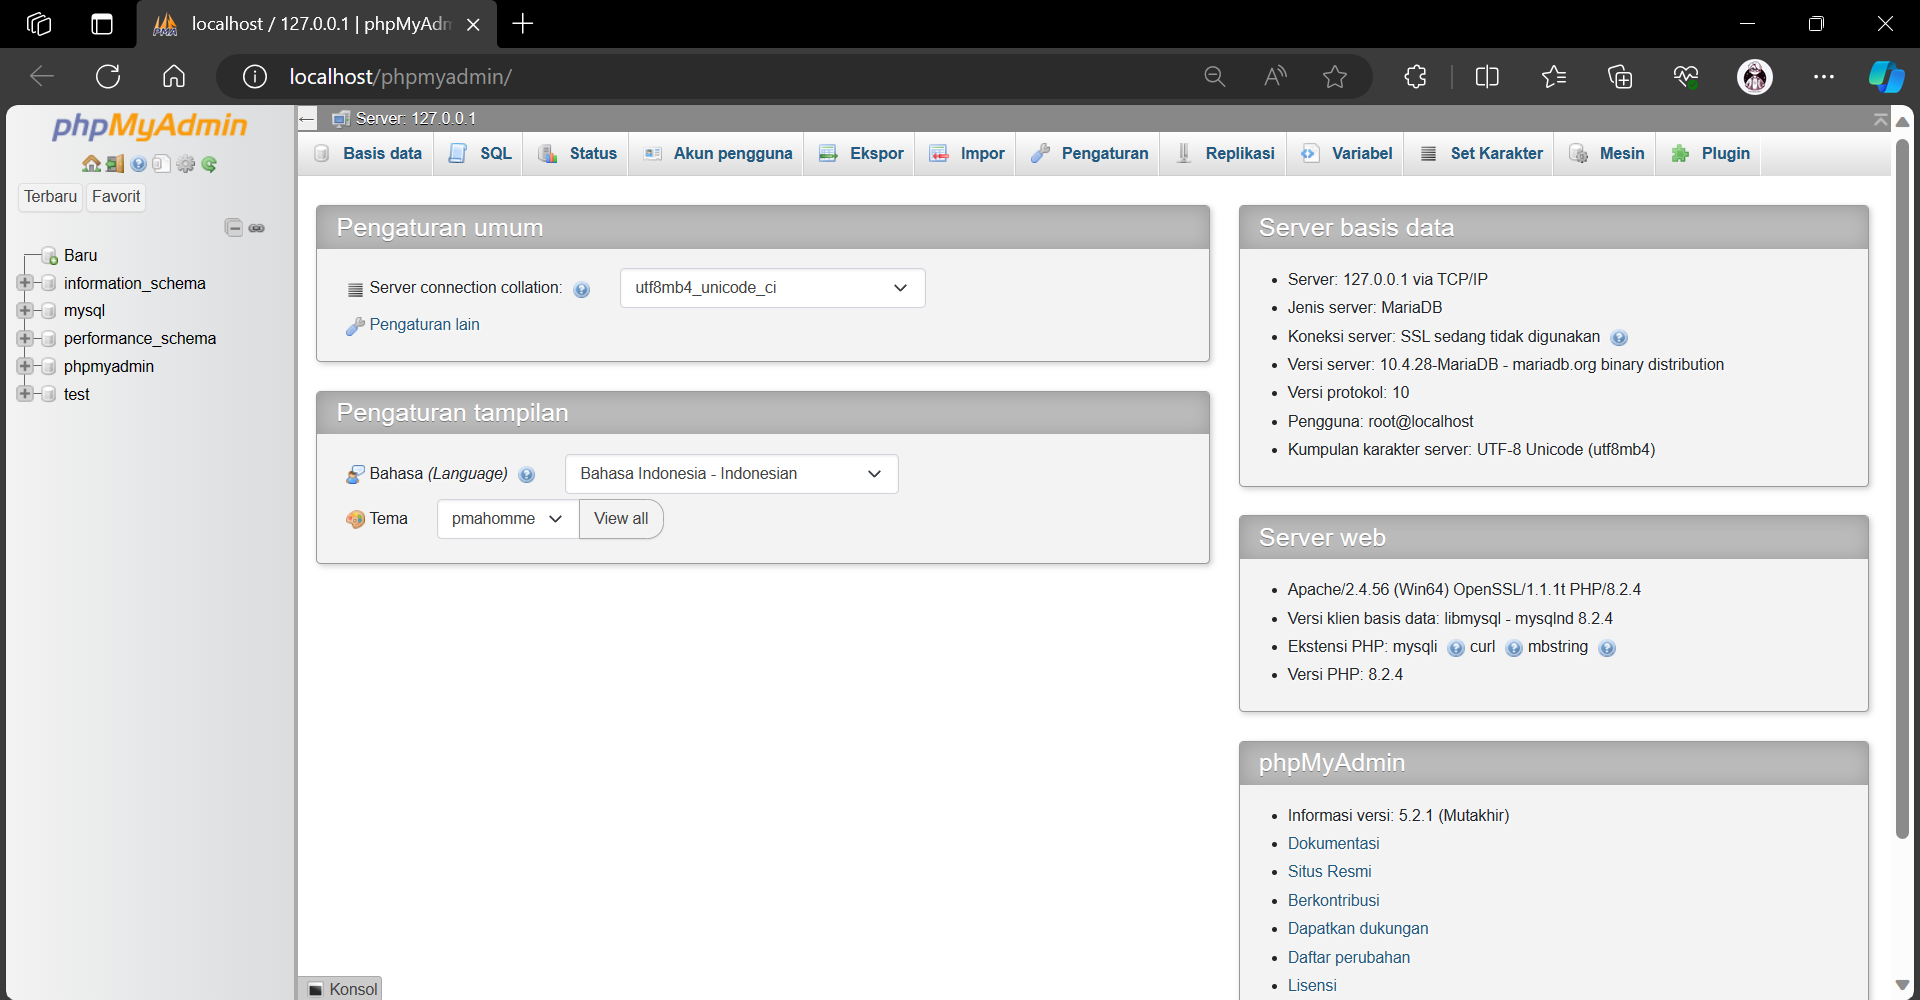 localhost / 127.0.0.1 | phpMyAdm
localhost/phpmyadmin/
phpMyAdmin
Terbaru
Favorit
Baru
information_schema
mysql
performance_schema
phpmyadmin
test
Server: 127.0.0.1
Basis data
SQL
Status
Akun pengguna
Ekspor
Impor
Pengaturan
Replikasi
Variabel
Set Karakter
Mesin
Plugin
Pengaturan umum
Server connection collation:
utf8mb4_unicode_ci
Pengaturan lain
Pengaturan tampilan
Bahasa (Language)
Bahasa Indonesia - Indonesian
Tema
pmahomme
View all
Server basis data
Server: 127.0.0.1 via TCP/IP
Jenis server: MariaDB
Koneksi server: SSL sedang tidak digunakan
Versi server: 10.4.28-MariaDB - mariadb.org binary distribution
Versi protokol: 10
Pengguna: root@localhost
Kumpulan karakter server: UTF-8 Unicode (utf8mb4)
Server web
Apache/2.4.56 (Win64) OpenSSL/1.1.1t PHP/8.2.4
Versi klien basis data: libmysql - mysqlnd 8.2.4
Ekstensi PHP: mysqli curl mbstring
Versi PHP: 8.2.4
phpMyAdmin
Informasi versi: 5.2.1 (Mutakhir)
Dokumentasi
Situs Resmi
Berkontribusi
Dapatkan dukungan
Daftar perubahan
Lisensi
Konsol